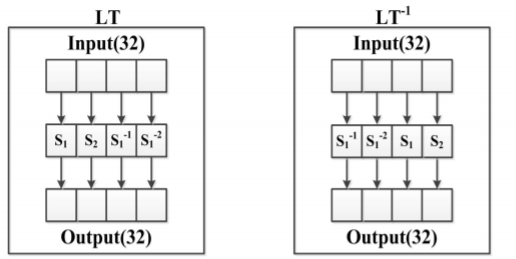 LT
Input(32)
S₁ S₂ S₁⁻¹ S₁⁻²
Output(32)
LT⁻¹
Input(32)
S₁⁻¹ S₁⁻² S₁ S₂
Output(32)